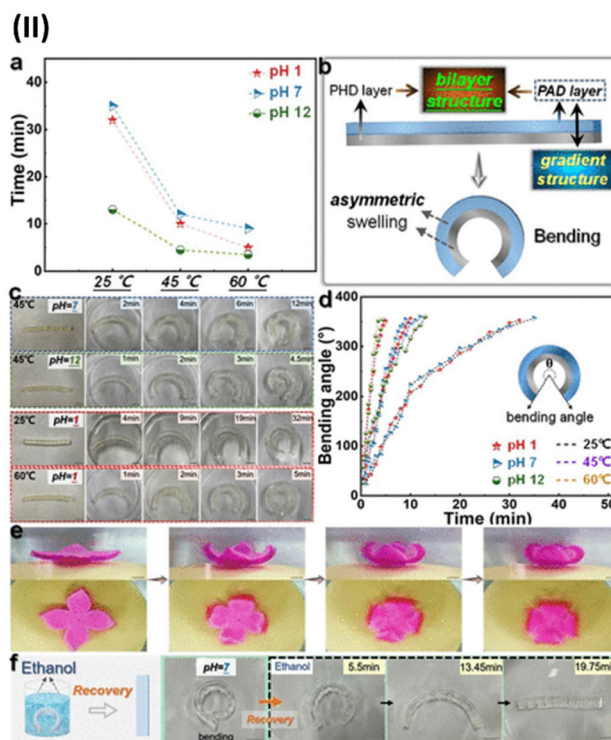 (II)
a
Time (min)
40
30
20
10
0
pH 1
pH 7
pH 12
25 °C 45 °C 60 °C
b
PHD layer
bilayer
structure
PAD layer
gradient
structure
asymmetric
swelling
Bending
c
45℃ pH=7 2min 4min 6min 12min
45℃ pH=12 1min 2min 3min 4.5min
25℃ pH=1 4min 9min 19min 32min
60℃ pH=1 1min 2min 3min 5min
d
Bending angle (°)
400
300
200
100
0
θ
bending angle
pH 1 25℃
pH 7 45℃
pH 12 60℃
0 10 20 30 40 50
Time (min)
e
f
Ethanol
Recovery
pH=7
bending
Recovery
Ethanol 5.5min
13.45min
19.75min